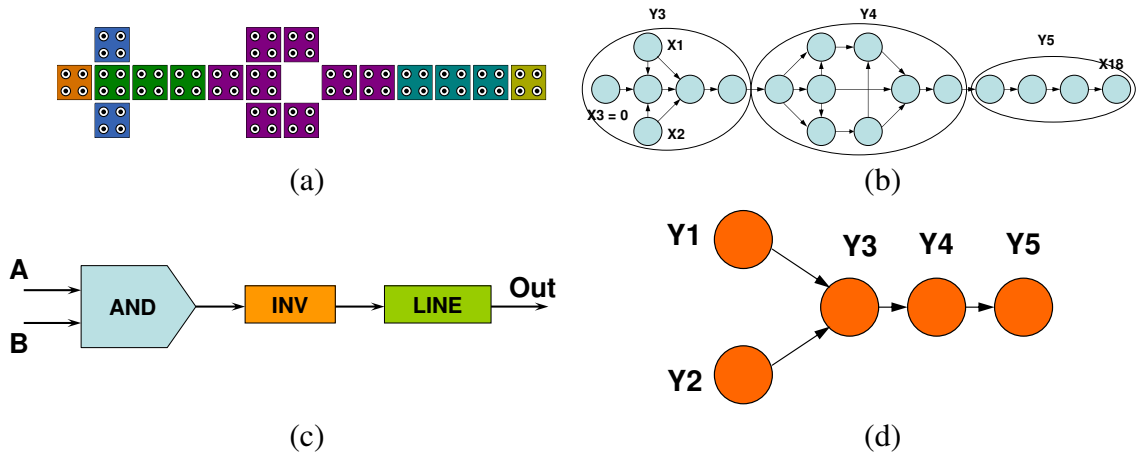 Y3
Y4
Y5
X1
X18
X3 = 0
X2
(a)
(b)
A
B
AND
INV
LINE
Out
(c)
Y1
Y3
Y4
Y5
Y2
(d)